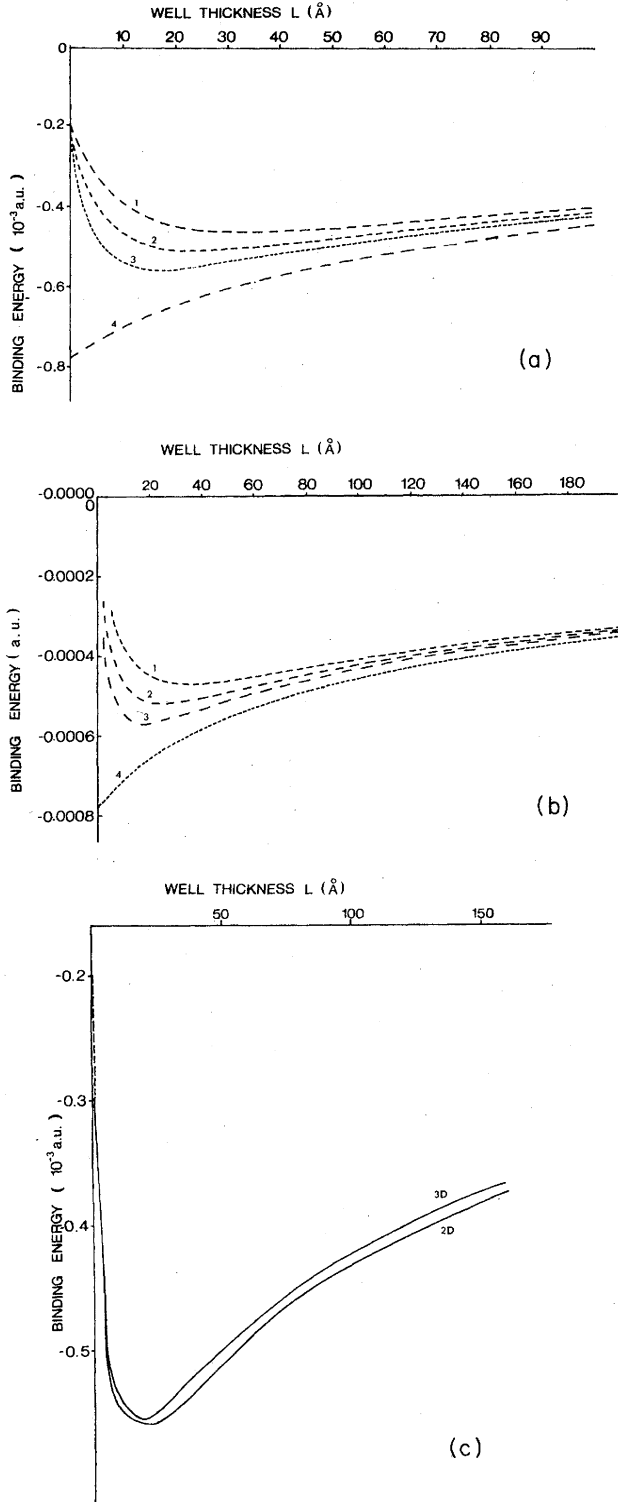 WELL THICKNESS L (Å)
0 10 20 30 40 50 60 70 80 90
-0.2
-0.4
-0.6
-0.8
BINDING ENERGY ( 10⁻³ a.u. )
1
2
3
4
(a)
WELL THICKNESS L (Å)
-0.0000
0 20 40 60 80 100 120 140 160 180
-0.0002
-0.0004
-0.0006
-0.0008
BINDING ENERGY ( a. u. )
1
2
3
4
(b)
WELL THICKNESS L (Å)
50 100 150
-0.2
-0.3
-0.4
-0.5
BINDING ENERGY ( 10⁻³ a.u. )
3D
2D
(c)